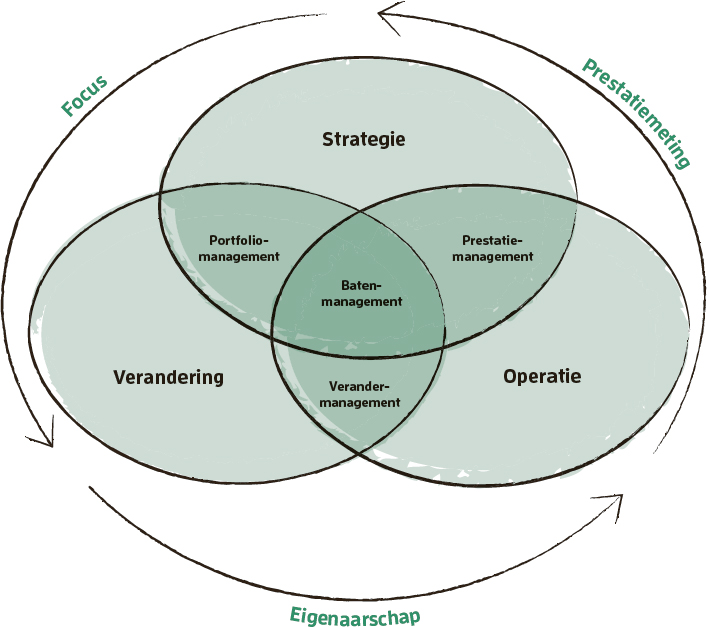 Focus
Prestatiemeting
Strategie
Portfolio-
management
Prestatie-
management
Baten-
management
Verandering
Operatie
Verander-
management
Eigenaarschap